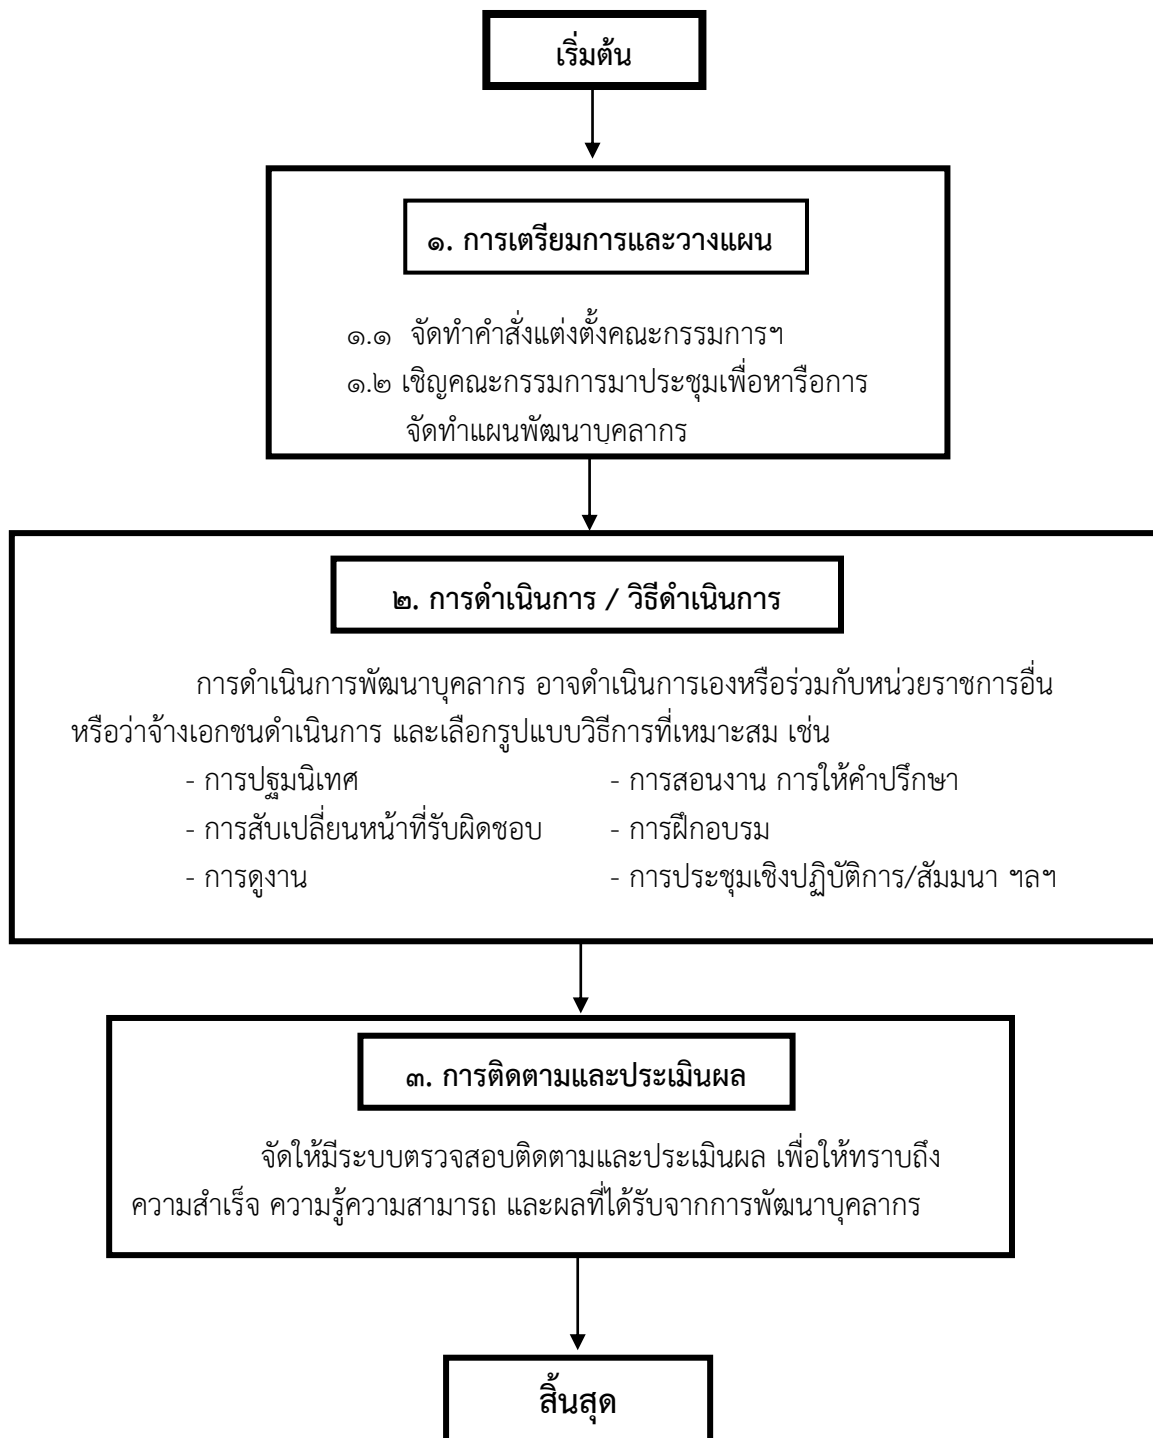 เริ่มต้น
๑. การเตรียมการและวางแผน
๑.๑ จัดทำคำสั่งแต่งตั้งคณะกรรมการฯ
๑.๒ เชิญคณะกรรมการมาประชุมเพื่อหารือการ
จัดทำแผนพัฒนาบุคลากร
๒. การดำเนินการ / วิธีดำเนินการ
การดำเนินการพัฒนาบุคลากร อาจดำเนินการเองหรือร่วมกับหน่วยราชการอื่น
หรือว่าจ้างเอกชนดำเนินการ และเลือกรูปแบบวิธีการที่เหมาะสม เช่น
- การปฐมนิเทศ - การสอนงาน การให้คำปรึกษา
- การสับเปลี่ยนหน้าที่รับผิดชอบ - การฝึกอบรม
- การดูงาน - การประชุมเชิงปฏิบัติการ/สัมมนา ฯลฯ
๓. การติดตามและประเมินผล
จัดให้มีระบบตรวจสอบติดตามและประเมินผล เพื่อให้ทราบถึง
ความสำเร็จ ความรู้ความสามารถ และผลที่ได้รับจากการพัฒนาบุคลากร
สิ้นสุด